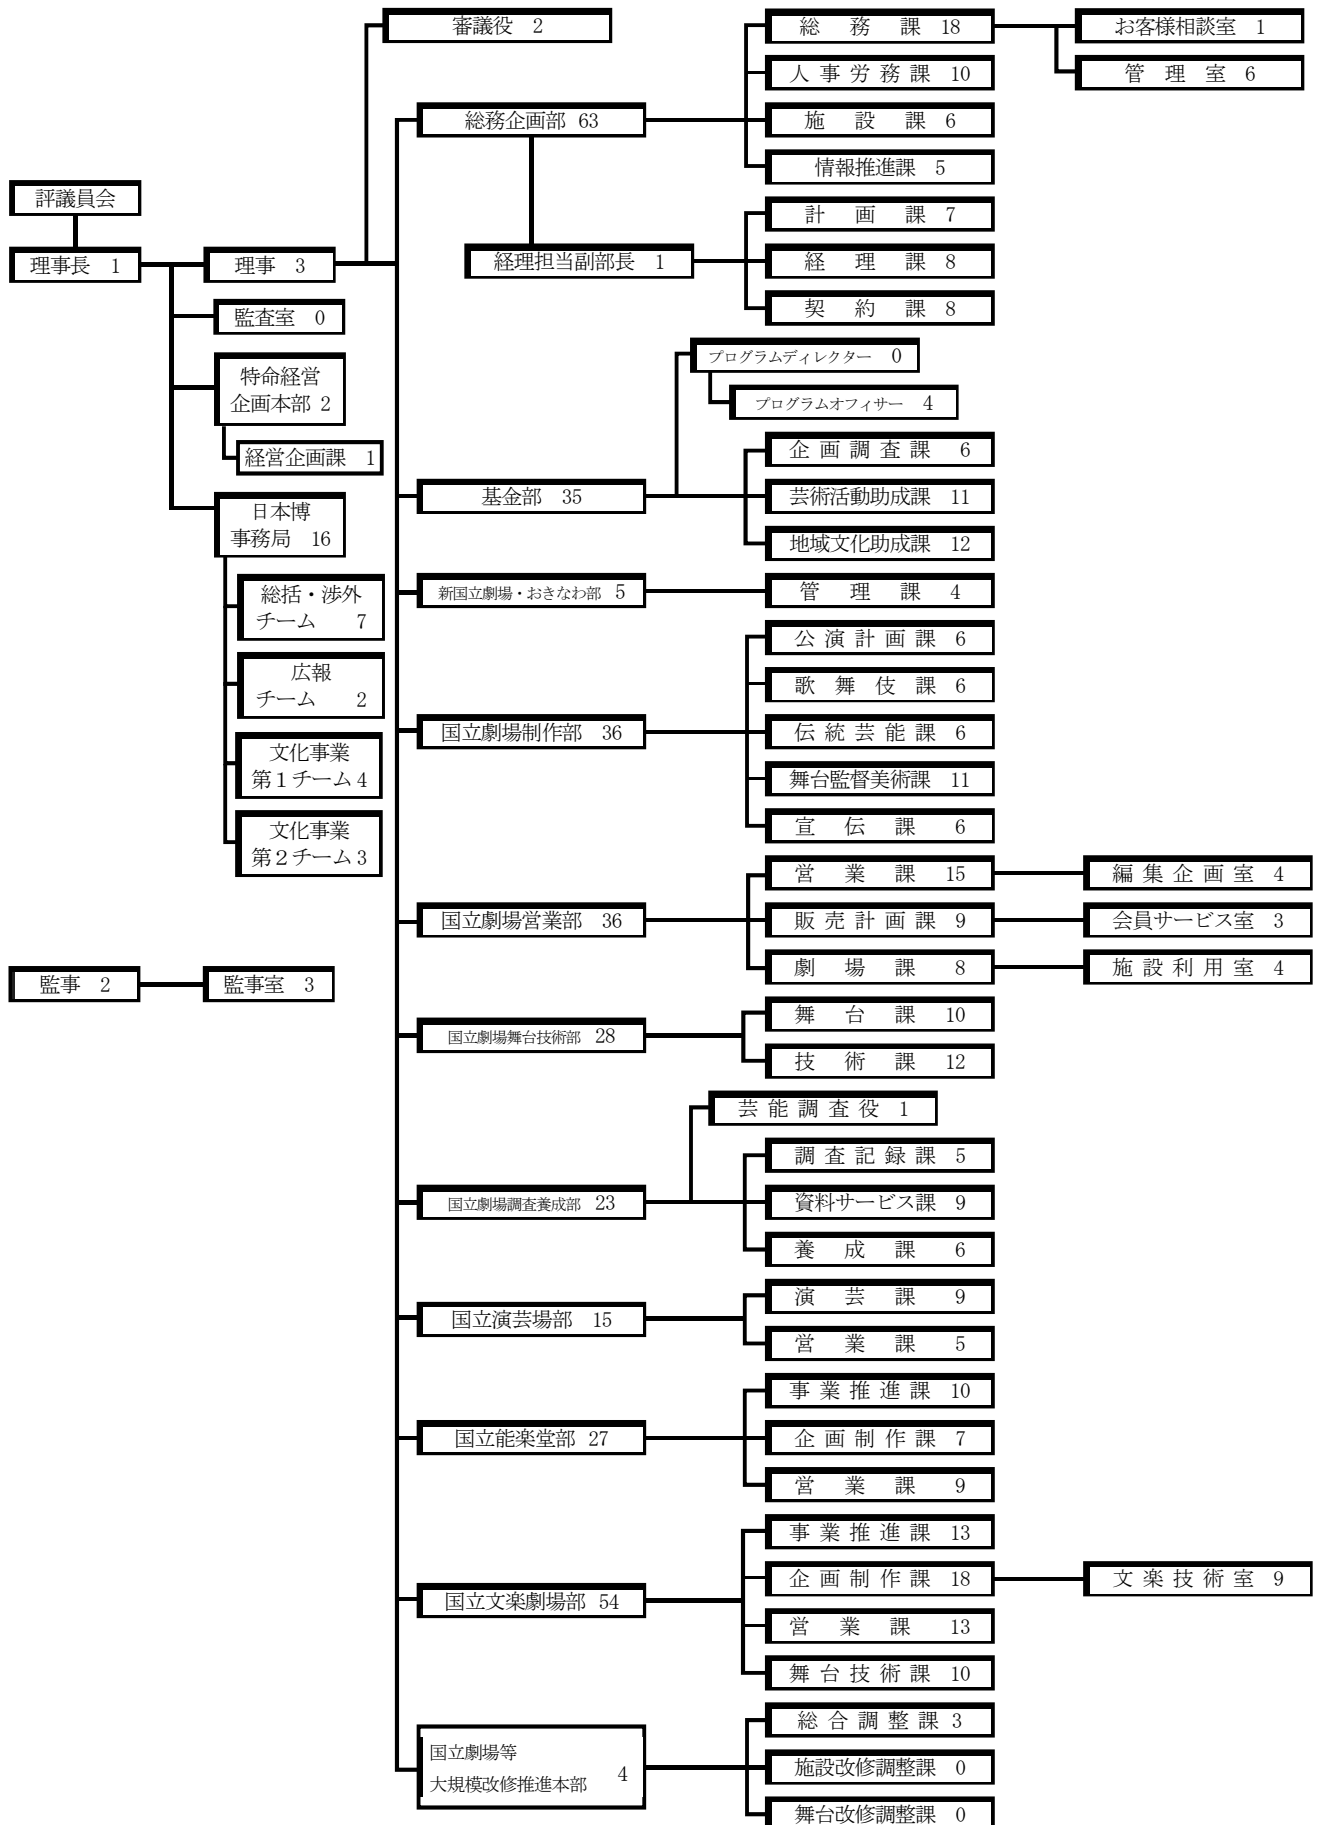 審議役 2
総務課 18
お客様相談室 1
人事労務課 10
管理室 6
総務企画部 63
施設課 6
情報推進課 5
評議員会
計画課 7
理事長 1
理事 3
経理担当副部長 1
経理課 8
監査室 0
契約課 8
プログラムディレクター 0
特命経営
企画本部 2
プログラムオフィサー 4
経営企画課 1
企画調査課 6
基金部 35
芸術活動助成課 11
日本博
事務局 16
地域文化助成課 12
総括・渉外
チーム 7
新国立劇場・おきなわ部 5
管理課 4
公演計画課 6
広報
チーム 2
歌舞伎課 6
国立劇場制作部 36
伝統芸能課 6
文化事業
第1チーム 4
舞台監督美術課 11
文化事業
第2チーム 3
宣伝課 6
営業課 15
編集企画室 4
国立劇場営業部 36
販売計画課 9
会員サービス室 3
監事 2
監事室 3
劇場課 8
施設利用室 4
舞台課 10
国立劇場舞台技術部 28
技術課 12
芸能調査役 1
調査記録課 5
国立劇場調査養成部 23
資料サービス課 9
養成課 6
演芸課 9
国立演芸場部 15
営業課 5
事業推進課 10
国立能楽堂部 27
企画制作課 7
営業課 9
事業推進課 13
企画制作課 18
文楽技術室 9
国立文楽劇場部 54
営業課 13
舞台技術課 10
総合調整課 3
国立劇場等
大規模改修推進本部 4
施設改修調整課 0
舞台改修調整課 0